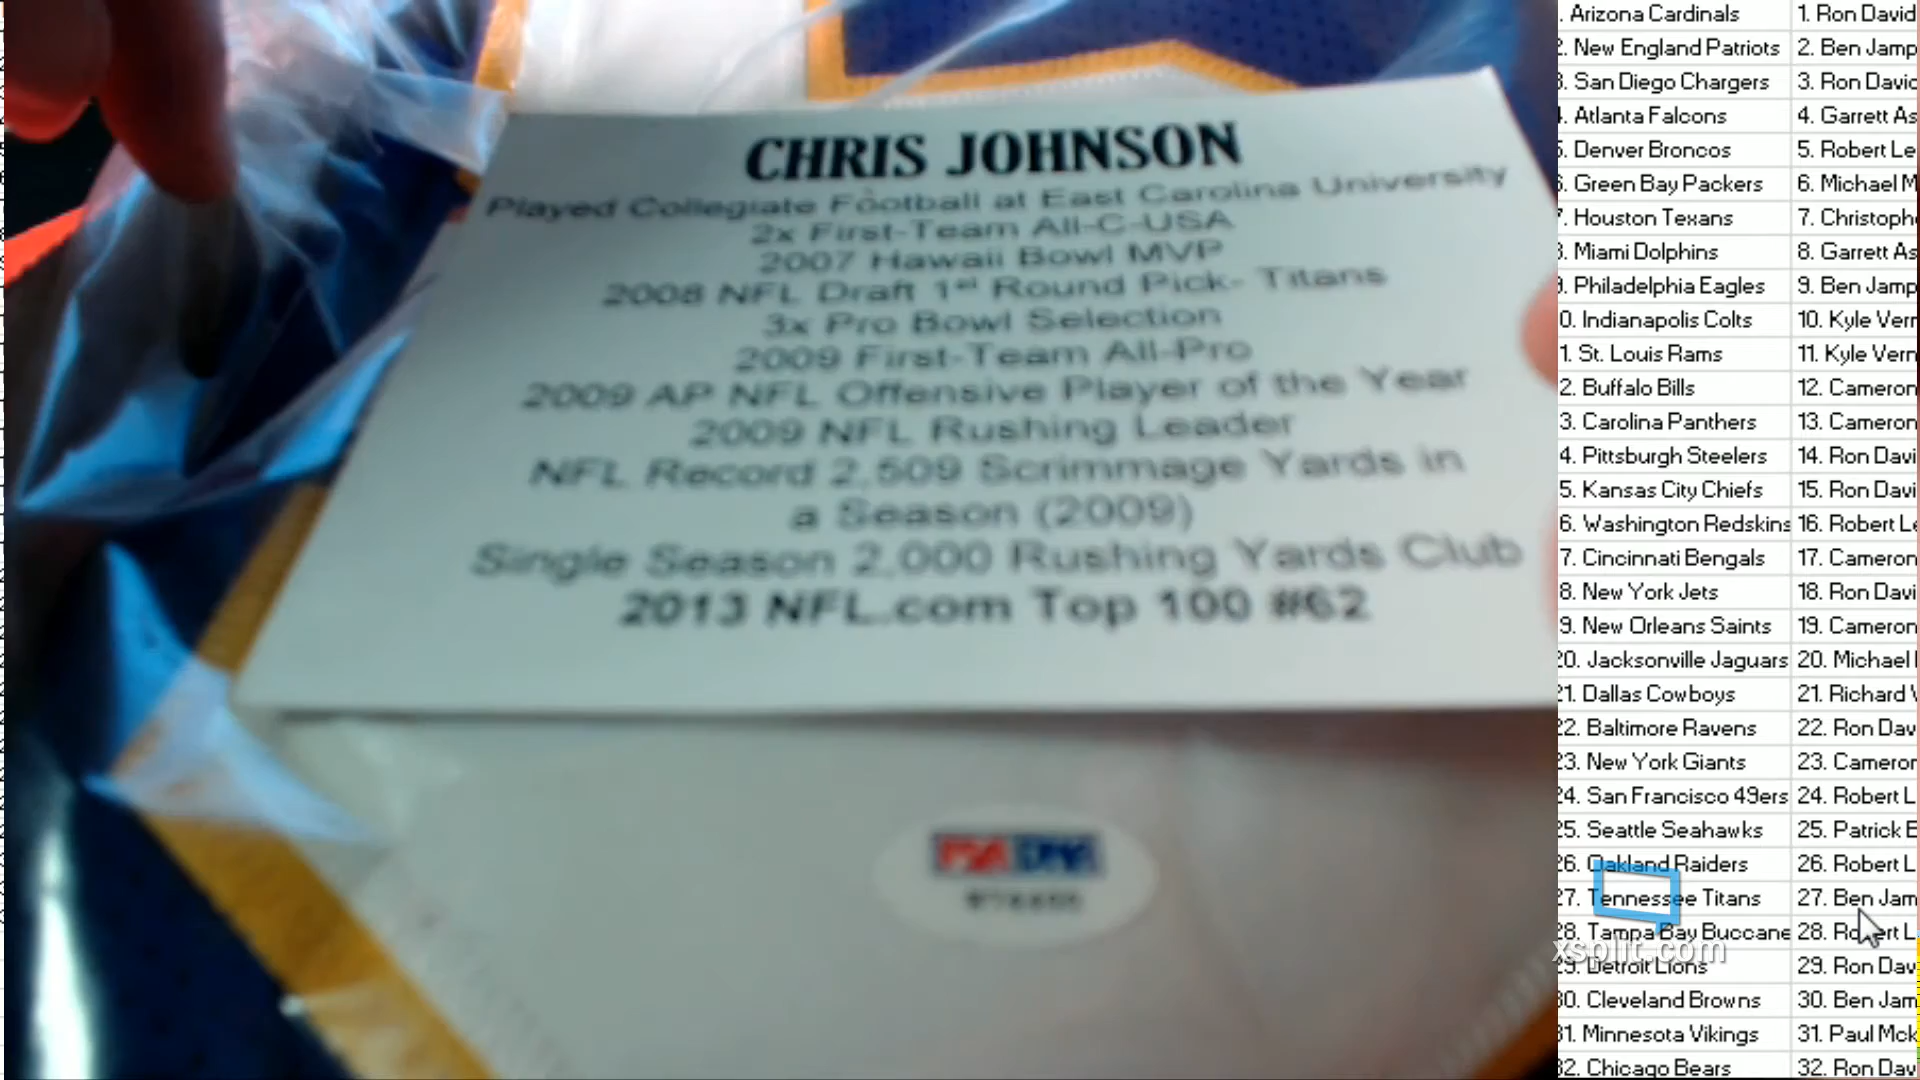 CHRIS JOHNSON
Played Collegiate Football at East Carolina University
2x First-Team All-C-USA
2007 Hawaii Bowl MVP
2008 NFL Draft 1st Round Pick- Titans
3x Pro Bowl Selection
2009 First-Team All-Pro
2009 AP NFL Offensive Player of the Year
2009 NFL Rushing Leader
NFL Record 2,509 Scrimmage Yards in
a Season (2009)
Single Season 2,000 Rushing Yards Club
2013 NFL.com Top 100 #62
PSA DNA
. Arizona Cardinals 1. Ron David
2. New England Patriots 2. Ben Jamp
3. San Diego Chargers 3. Ron David
4. Atlanta Falcons 4. Garrett As
5. Denver Broncos 5. Robert Le
6. Green Bay Packers 6. Michael M
7. Houston Texans 7. Christoph
8. Miami Dolphins 8. Garrett As
9. Philadelphia Eagles 9. Ben Jamp
0. Indianapolis Colts 10. Kyle Vern
1. St. Louis Rams 11. Kyle Vern
2. Buffalo Bills 12. Cameron
3. Carolina Panthers 13. Cameron
4. Pittsburgh Steelers 14. Ron Davi
5. Kansas City Chiefs 15. Ron Davi
6. Washington Redskins 16. Robert Le
7. Cincinnati Bengals 17. Cameron
8. New York Jets 18. Ron Davi
9. New Orleans Saints 19. Cameron
20. Jacksonville Jaguars 20. Michael
21. Dallas Cowboys 21. Richard
22. Baltimore Ravens 22. Ron Dav
23. New York Giants 23. Cameron
24. San Francisco 49ers 24. Robert L
25. Seattle Seahawks 25. Patrick
26. Oakland Raiders 26. Robert L
27. Tennessee Titans 27. Ben Jam
28. Tampa Bay Buccane 28. Robert L
xsplit.com
29. Detroit Lions 29. Ron Dav
30. Cleveland Browns 30. Ben Jam
31. Minnesota Vikings 31. Paul Mck
32. Chicago Bears 32. Ron Dav